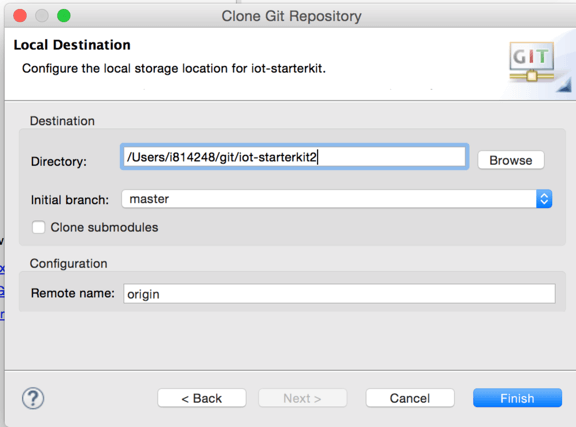 Clone Git Repository
Local Destination
Configure the local storage location for iot-starterkit.
GIT
Destination
Directory: /Users/i814248/git/iot-starterkit2 Browse
Initial branch: master
Clone submodules
Configuration
Remote name: origin
? < Back Next > Cancel Finish